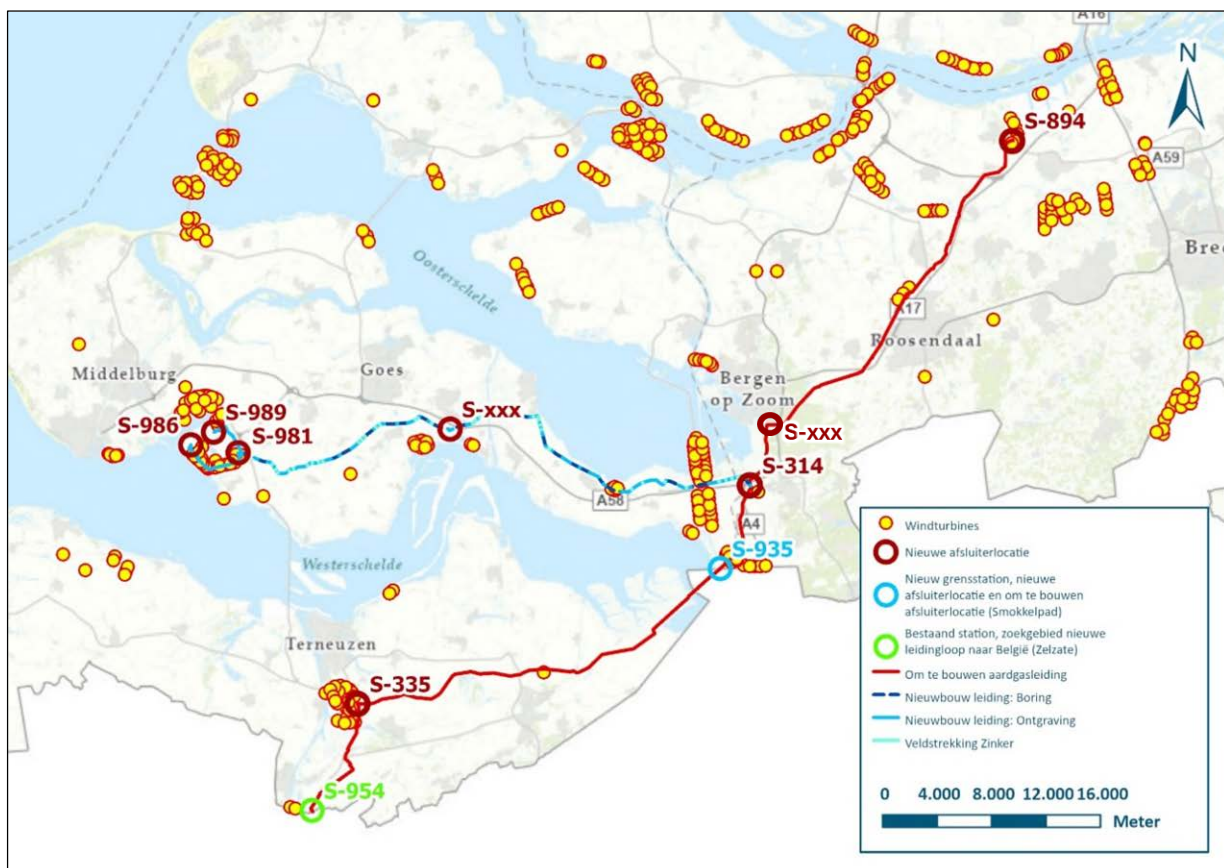 A16
N
S-894
A59
Bree
Oosterschelde
A17
Roosendaal
Middelburg
Goes
Bergen
op Zoom
S-989
S-xxx
S-986
S-981
S-xxx
S-314
A58
A4
S-935
Westerschelde
Terneuzen
S-335
S-954
Windturbines
Nieuwe afsluiterlocatie
Nieuw grensstation, nieuwe
afsluiterlocatie en om te bouwen
afsluiterlocatie (Smokkelpad)
Bestaand station, zoekgebied nieuwe
leidingloop naar België (Zelzate)
Om te bouwen aardgasleiding
Nieuwbouw leiding: Boring
Nieuwbouw leiding: Ontgraving
Veldstrekking Zinker
0 4.000 8.000 12.000 16.000
Meter